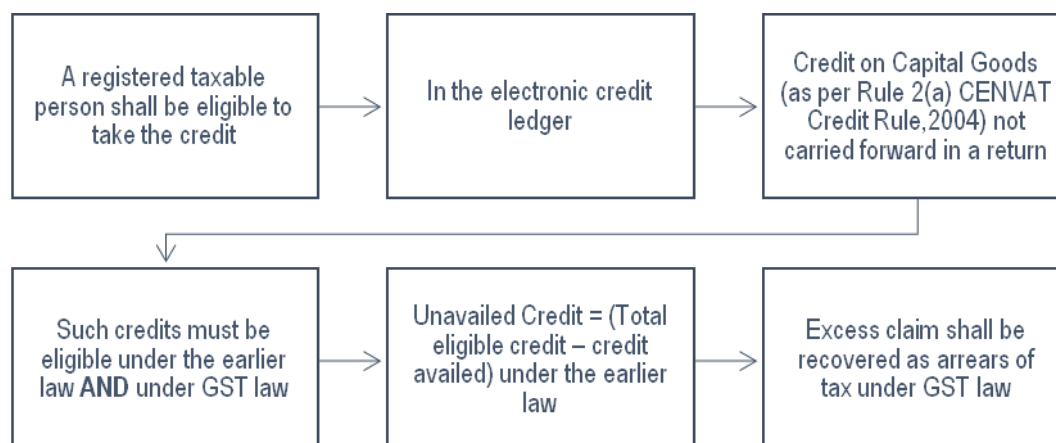 A registered taxable
person shall be eligible to
take the credit
In the electronic credit
ledger
Credit on Capital Goods
(as per Rule 2(a) CENVAT
Credit Rule,2004) not
carried forward in a return
Such credits must be
eligible under the earlier
law AND under GST law
Unavailed Credit = (Total
eligible credit – credit
availed) under the earlier
law
Excess claim shall be
recovered as arrears of
tax under GST law